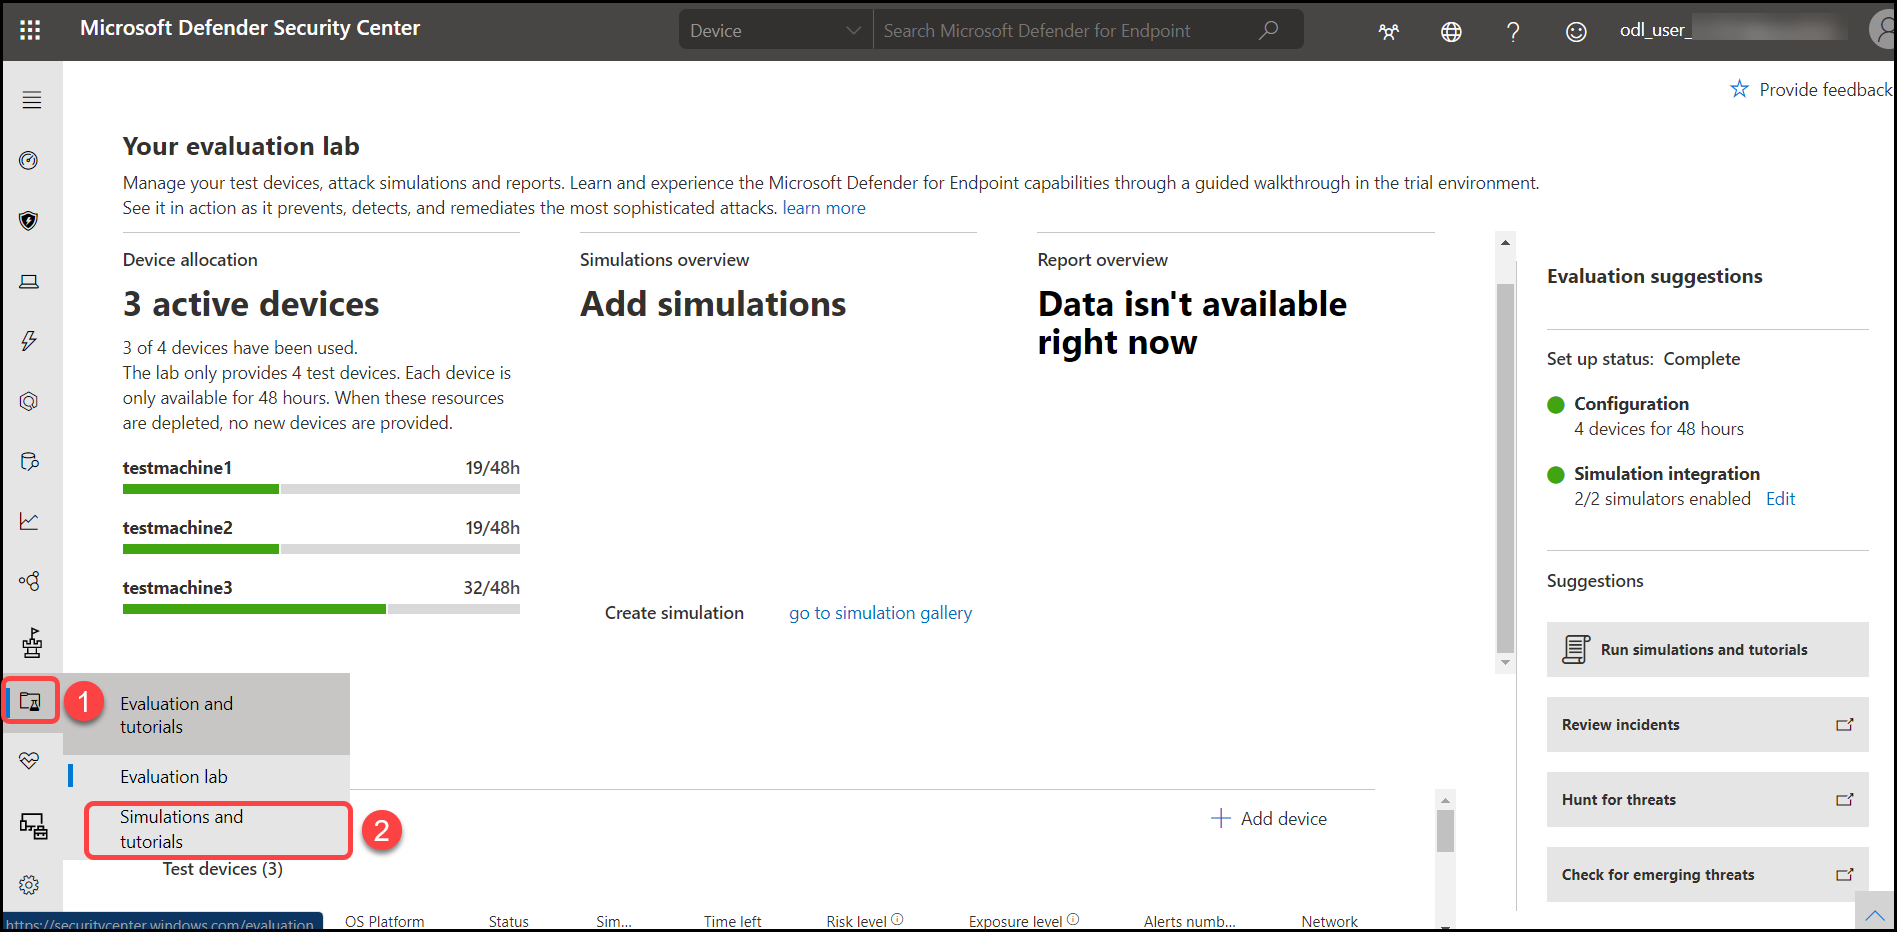 Microsoft Defender Security Center
Device
Search Microsoft Defender for Endpoint
odl_user_
Provide feedback
Your evaluation lab
Manage your test devices, attack simulations and reports. Learn and experience the Microsoft Defender for Endpoint capabilities through a guided walkthrough in the trial environment.
See it in action as it prevents, detects, and remediates the most sophisticated attacks. learn more
Device allocation
3 active devices
3 of 4 devices have been used.
The lab only provides 4 test devices. Each device is
only available for 48 hours. When these resources
are depleted, no new devices are provided.
testmachine1 19/48h
testmachine2 19/48h
testmachine3 32/48h
Simulations overview
Add simulations
Create simulation
go to simulation gallery
Report overview
Data isn't available
right now
Evaluation suggestions
Set up status: Complete
Configuration
4 devices for 48 hours
Simulation integration
2/2 simulators enabled Edit
Suggestions
Run simulations and tutorials
Review incidents
Hunt for threats
Check for emerging threats
1
Evaluation and
tutorials
Evaluation lab
Simulations and
tutorials
2
Add device
Test devices (3)
https://securitycenter.windows.com/evaluation
OS Platform Status Sim... Time left Risk level Exposure level Alerts numb... Network